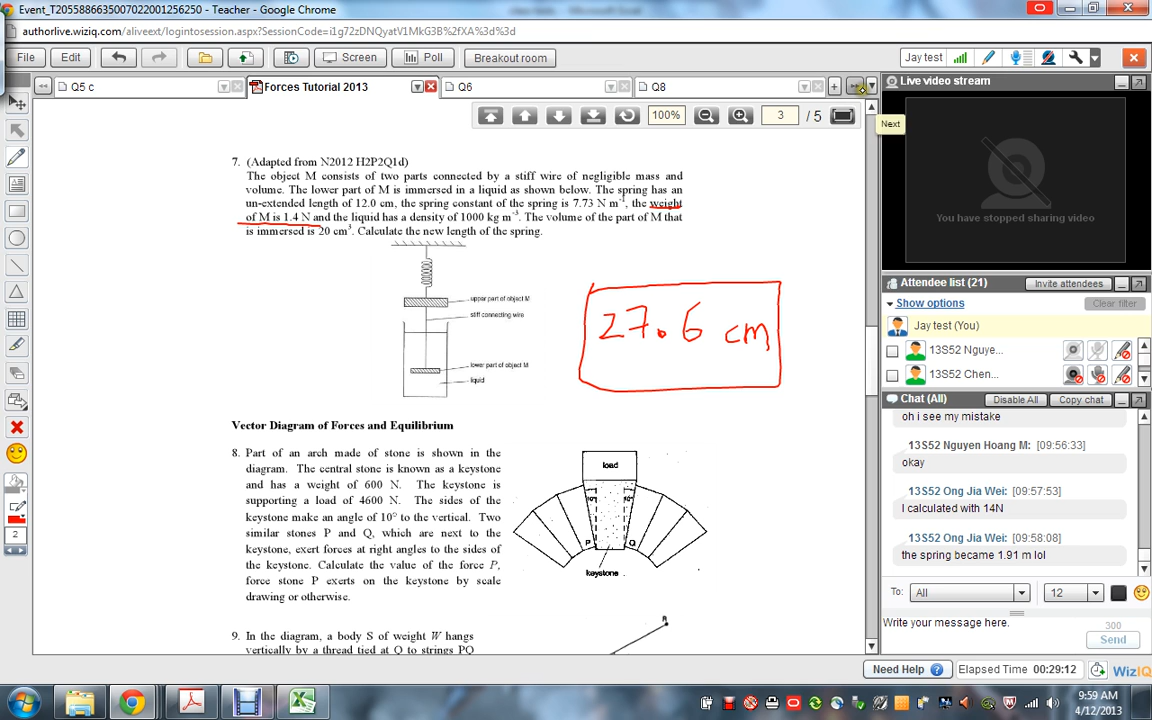 Event_T2055886635007022001256250 - Teacher - Google Chrome
authorlive.wiziq.com/aliveext/logintosession.aspx?SessionCode=i1g72zDNQyatV1MkG3B%2fXA%3d%3d
File Edit Screen Poll Breakout room Jay test
Q5 c Forces Tutorial 2013 Q6 Q8
100% 3 / 5
Next
7. (Adapted from N2012 H2P2Q1d)
The object M consists of two parts connected by a stiff wire of negligible mass and
volume. The lower part of M is immersed in a liquid as shown below. The spring has an
un-extended length of 12.0 cm, the spring constant of the spring is 7.73 N m⁻¹, the weight
of M is 1.4 N and the liquid has a density of 1000 kg m⁻³. The volume of the part of M that
is immersed is 20 cm³. Calculate the new length of the spring.
upper part of object M
stiff connecting wire
lower part of object M
liquid
27.6 cm
Vector Diagram of Forces and Equilibrium
8. Part of an arch made of stone is shown in the
diagram. The central stone is known as a keystone
and has a weight of 600 N. The keystone is
supporting a load of 4600 N. The sides of the
keystone make an angle of 10° to the vertical. Two
similar stones P and Q, which are next to the
keystone, exert forces at right angles to the sides of
the keystone. Calculate the value of the force P,
force stone P exerts on the keystone by scale
drawing or otherwise.
load
P
Q
keystone
9. In the diagram, a body S of weight W hangs
vertically by a thread tied at Q to strings PQ
R
2
Live video stream
You have stopped sharing video
Attendee list (21) Invite attendees
Show options Clear filter
Jay test (You)
13S52 Nguye...
13S52 Chen...
Chat (All) Disable All Copy chat
oh i see my mistake
13S52 Nguyen Hoang M: [09:56:33]
okay
13S52 Ong Jia Wei: [09:57:53]
I calculated with 14N
13S52 Ong Jia Wei: [09:58:08]
the spring became 1.91 m lol
To: All 12
Write your message here.
300
Send
Need Help ? Elapsed Time 00:29:12 WizIQ
9:59 AM
4/12/2013